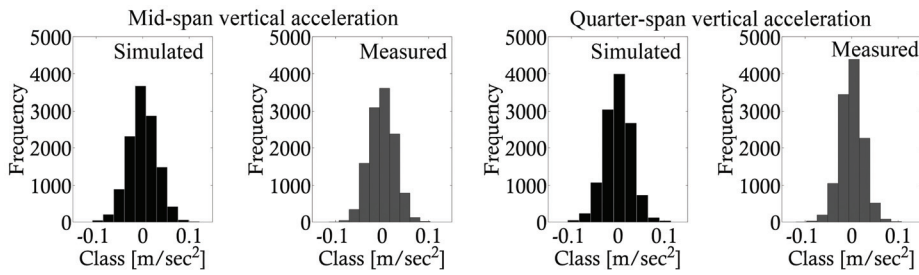 Mid-span vertical acceleration
Quarter-span vertical acceleration
5000 Simulated
4000
3000
2000
1000
0
Frequency
-0.1 0 0.1
Class [m/sec²]
5000 Measured
4000
3000
2000
1000
0
-0.1 0 0.1
Class [m/sec²]
5000 Simulated
4000
3000
2000
1000
0
Frequency
-0.1 0 0.1
Class [m/sec²]
5000 Measured
4000
3000
2000
1000
0
-0.1 0 0.1
Class [m/sec²]